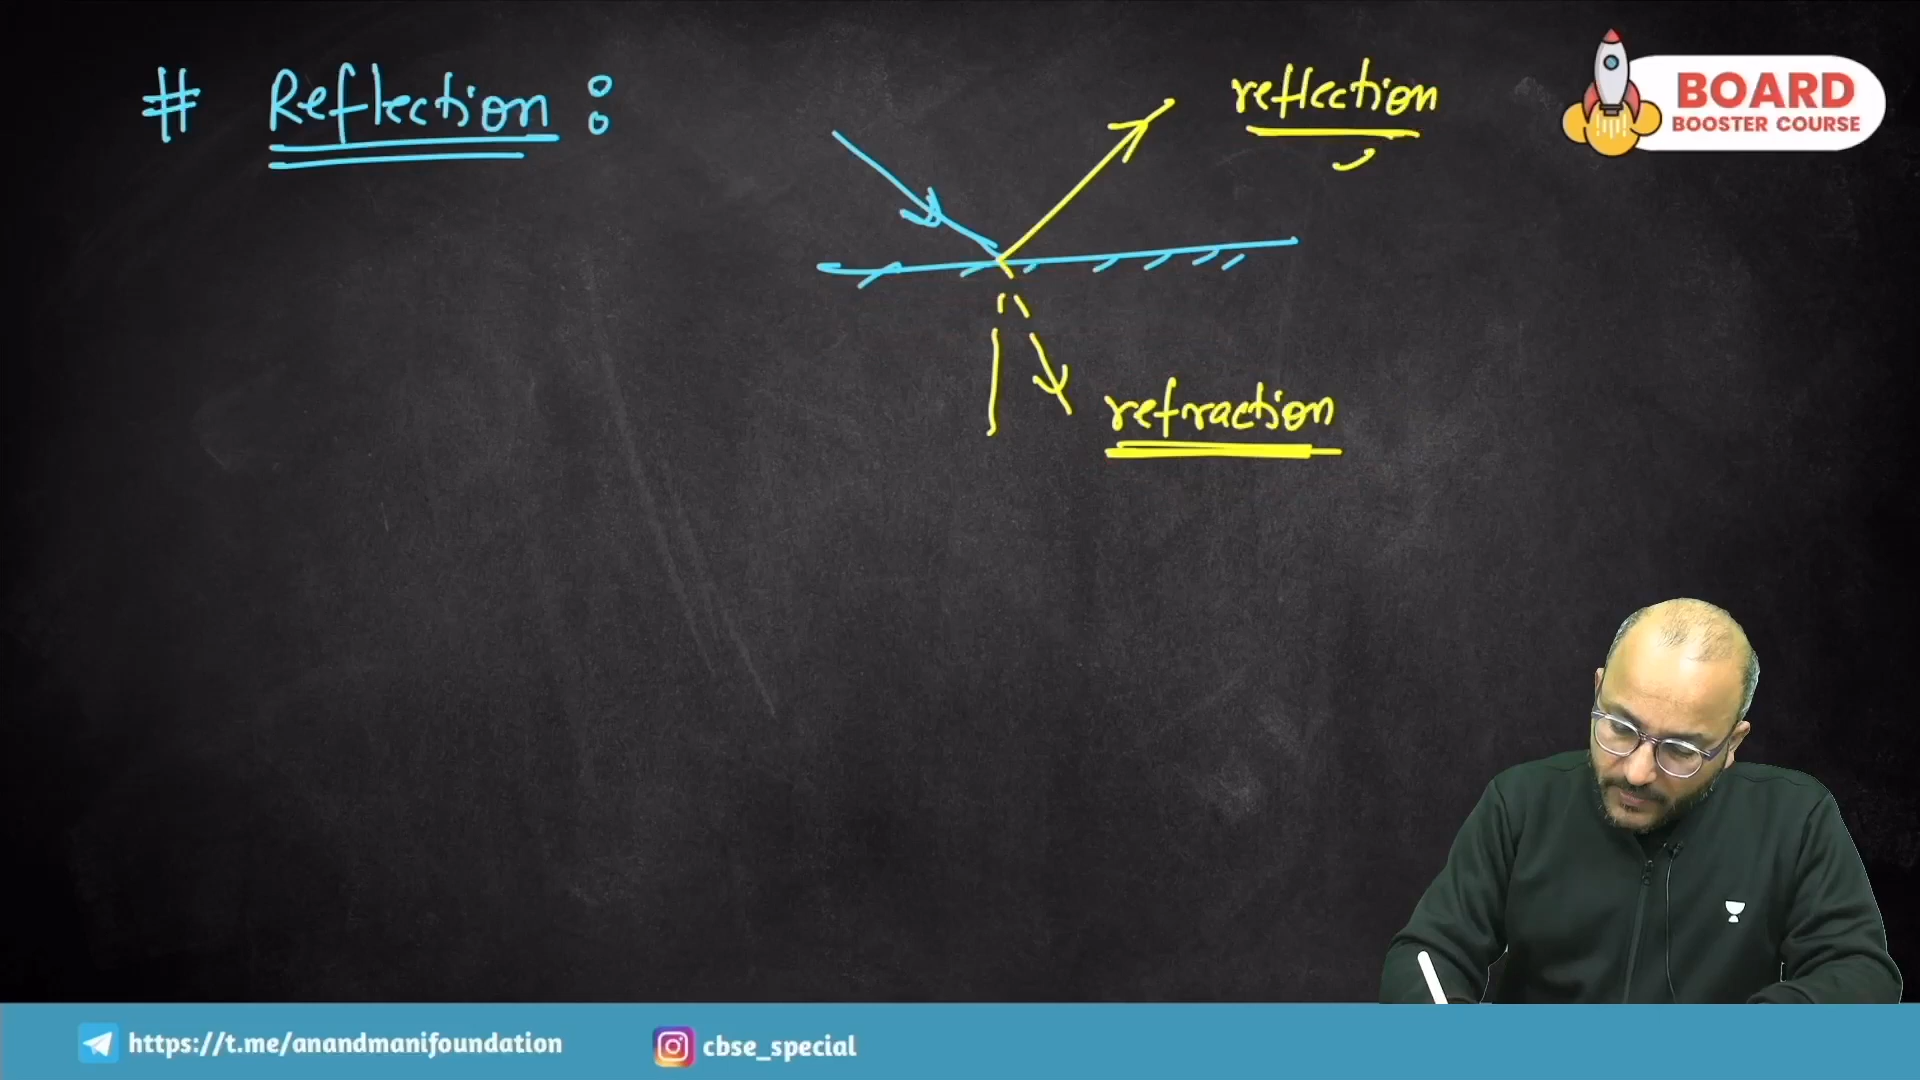 # Reflection :
reflection
BOARD
BOOSTER COURSE
refraction
https://t.me/anandmanifoundation
cbse_special